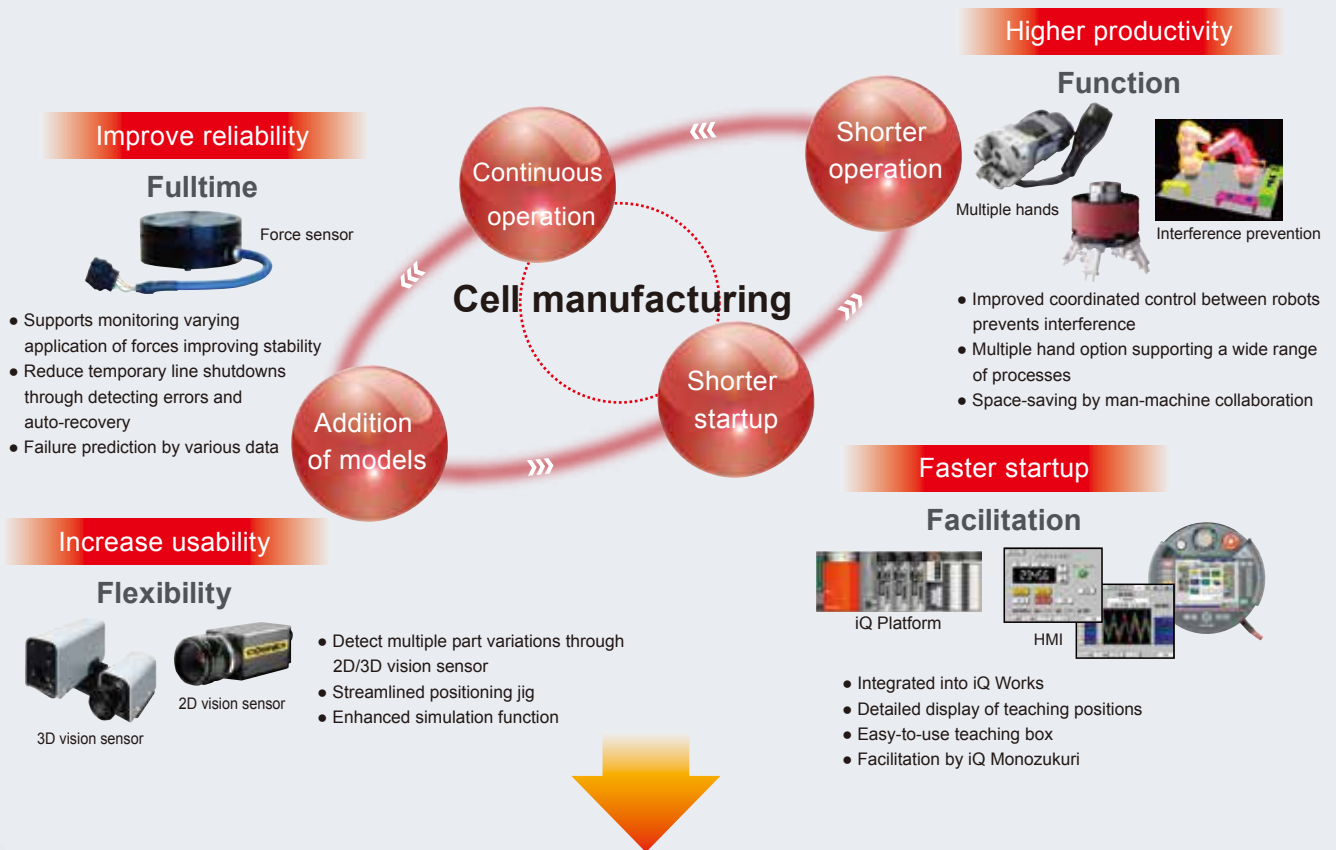 Higher productivity
Function
Multiple hands
Interference prevention
● Improved coordinated control between robots
prevents interference
● Multiple hand option supporting a wide range
of processes
● Space-saving by man-machine collaboration
Improve reliability
Fulltime
Force sensor
● Supports monitoring varying
application of forces improving stability
● Reduce temporary line shutdowns
through detecting errors and
auto-recovery
● Failure prediction by various data
Continuous
operation
Shorter
operation
Cell manufacturing
Addition
of models
Shorter
startup
Increase usability
Flexibility
3D vision sensor
2D vision sensor
● Detect multiple part variations through
2D/3D vision sensor
● Streamlined positioning jig
● Enhanced simulation function
Faster startup
Facilitation
iQ Platform
HMI
● Integrated into iQ Works
● Detailed display of teaching positions
● Easy-to-use teaching box
● Facilitation by iQ Monozukuri